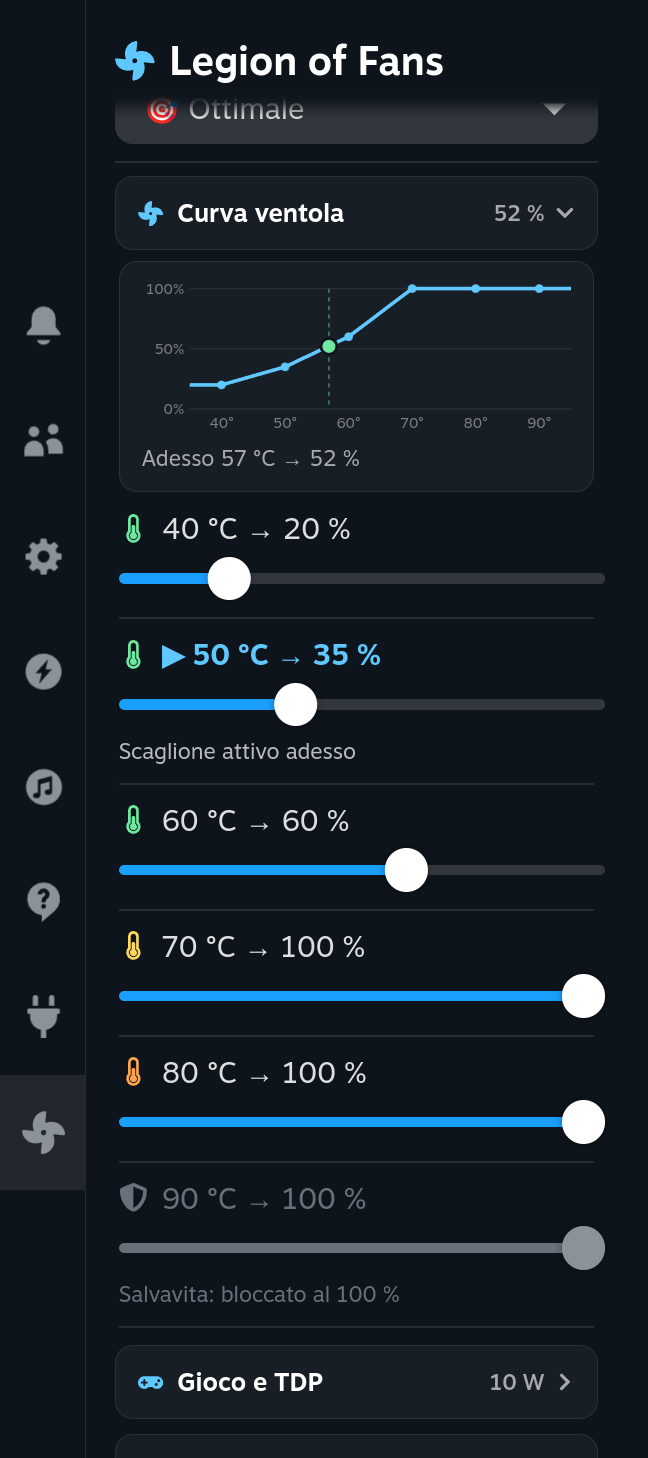 Legion of Fans
Ottimale
Curva ventola 52 %
100%
50%
0%
40° 50° 60° 70° 80° 90°
Adesso 57 °C → 52 %
40 °C → 20 %
▶ 50 °C → 35 %
Scaglione attivo adesso
60 °C → 60 %
70 °C → 100 %
80 °C → 100 %
90 °C → 100 %
Salvavita: bloccato al 100 %
Gioco e TDP 10 W